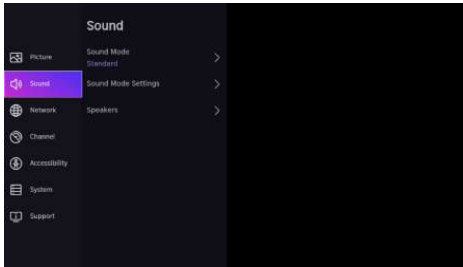 Sound
Picture
Sound
Network
Channel
Accessibility
System
Support
Sound Mode
Standard
Sound Mode Settings
Speakers